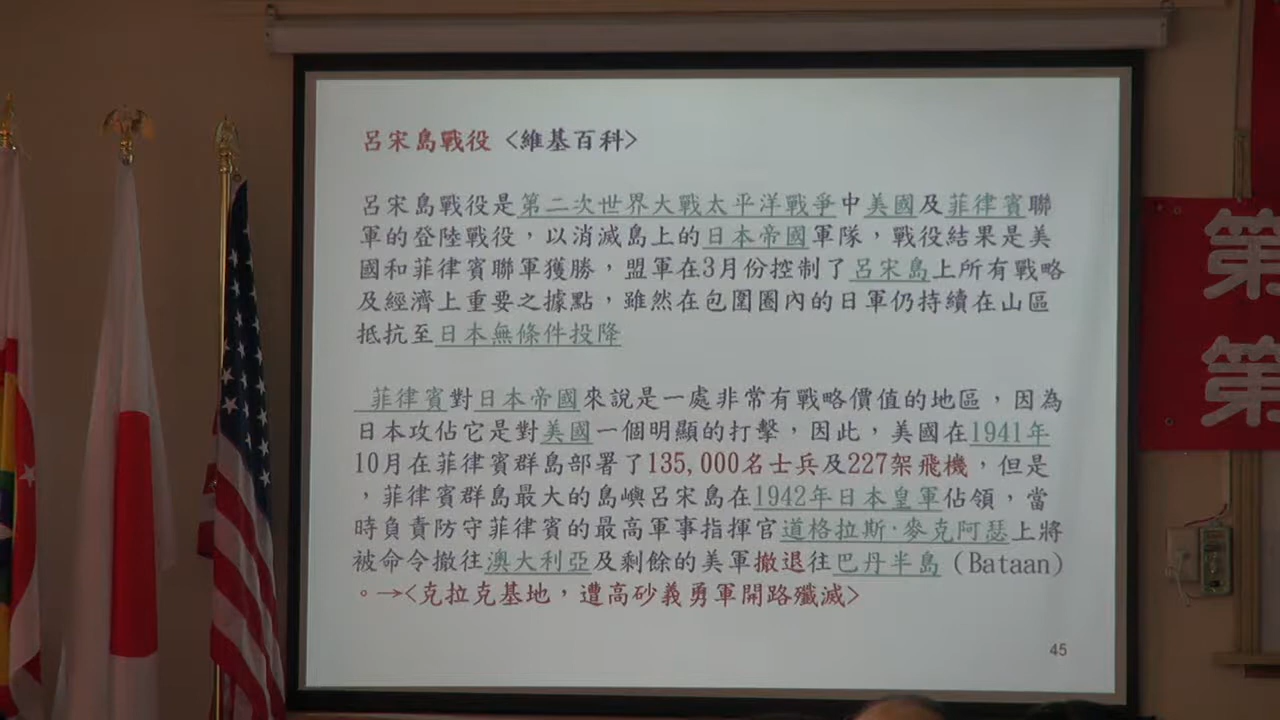 呂宋島戰役 <維基百科>
呂宋島戰役是第二次世界大戰太平洋戰爭中美國及菲律賓聯
軍的登陸戰役，以消滅島上的日本帝國軍隊，戰役結果是美
國和菲律賓聯軍獲勝，盟軍在3月份控制了呂宋島上所有戰略
及經濟上重要之據點，雖然在包圍圈內的日軍仍持續在山區
抵抗至日本無條件投降
菲律賓對日本帝國來說是一處非常有戰略價值的地區，因為
日本攻佔它是對美國一個明顯的打擊，因此，美國在1941年
10月在菲律賓群島部署了135,000名士兵及227架飛機，但是
，菲律賓群島最大的島嶼呂宋島在1942年日本皇軍佔領，當
時負責防守菲律賓的最高軍事指揮官道格拉斯·麥克阿瑟上將
被命令撤往澳大利亞及剩餘的美軍撤退往巴丹半島（Bataan）
。→<克拉克基地，遭高砂義勇軍開路殲滅>
45
第
第